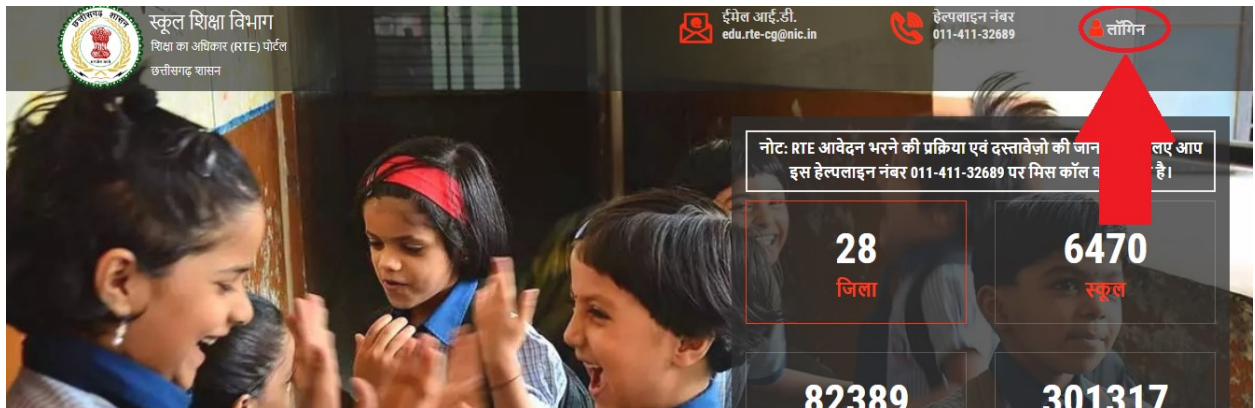 स्कूल शिक्षा विभाग
शिक्षा का अधिकार (RTE) पोर्टल
छत्तीसगढ़ शासन
ईमेल आई.डी.
edu.rte-cg@nic.in
हेल्पलाइन नंबर
011-411-32689
लॉगिन
नोट: RTE आवेदन भरने की प्रक्रिया एवं दस्तावेज़ो की आप
इस हेल्पलाइन नंबर 011-411-32689 पर मिस कॉल है।
28
जिला
6470
स्कूल
82389
301317